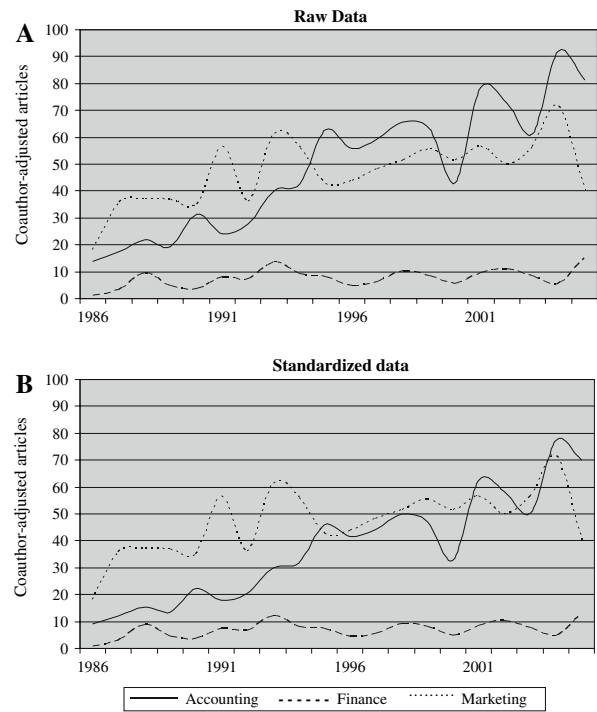 A
Raw Data
Coauthor-adjusted articles
100
90
80
70
60
50
40
30
20
10
0
1986 1991 1996 2001
B
Standardized data
Coauthor-adjusted articles
100
90
80
70
60
50
40
30
20
10
0
1986 1991 1996 2001
Accounting Finance Marketing